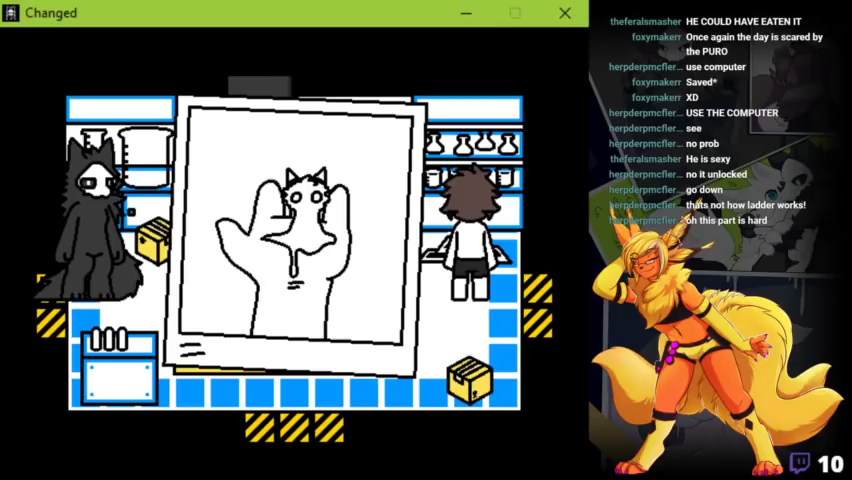 Changed
theferalsmasher HE COULD HAVE EATEN IT
foxymakerr Once again the day is scared by
the PURO
herpderpmcfler... use computer
foxymakerr Saved*
foxymakerr XD
herpderpmcfler... USE THE COMPUTER
herpderpmcfler... see
herpderpmcfler... no prob
theferalsmasher He is sexy
herpderpmcfler... no it unlocked
herpderpmcfler... go down
herpderpmcfler... thats not how ladder works!
herpderpmcfler... oh this part is hard
10